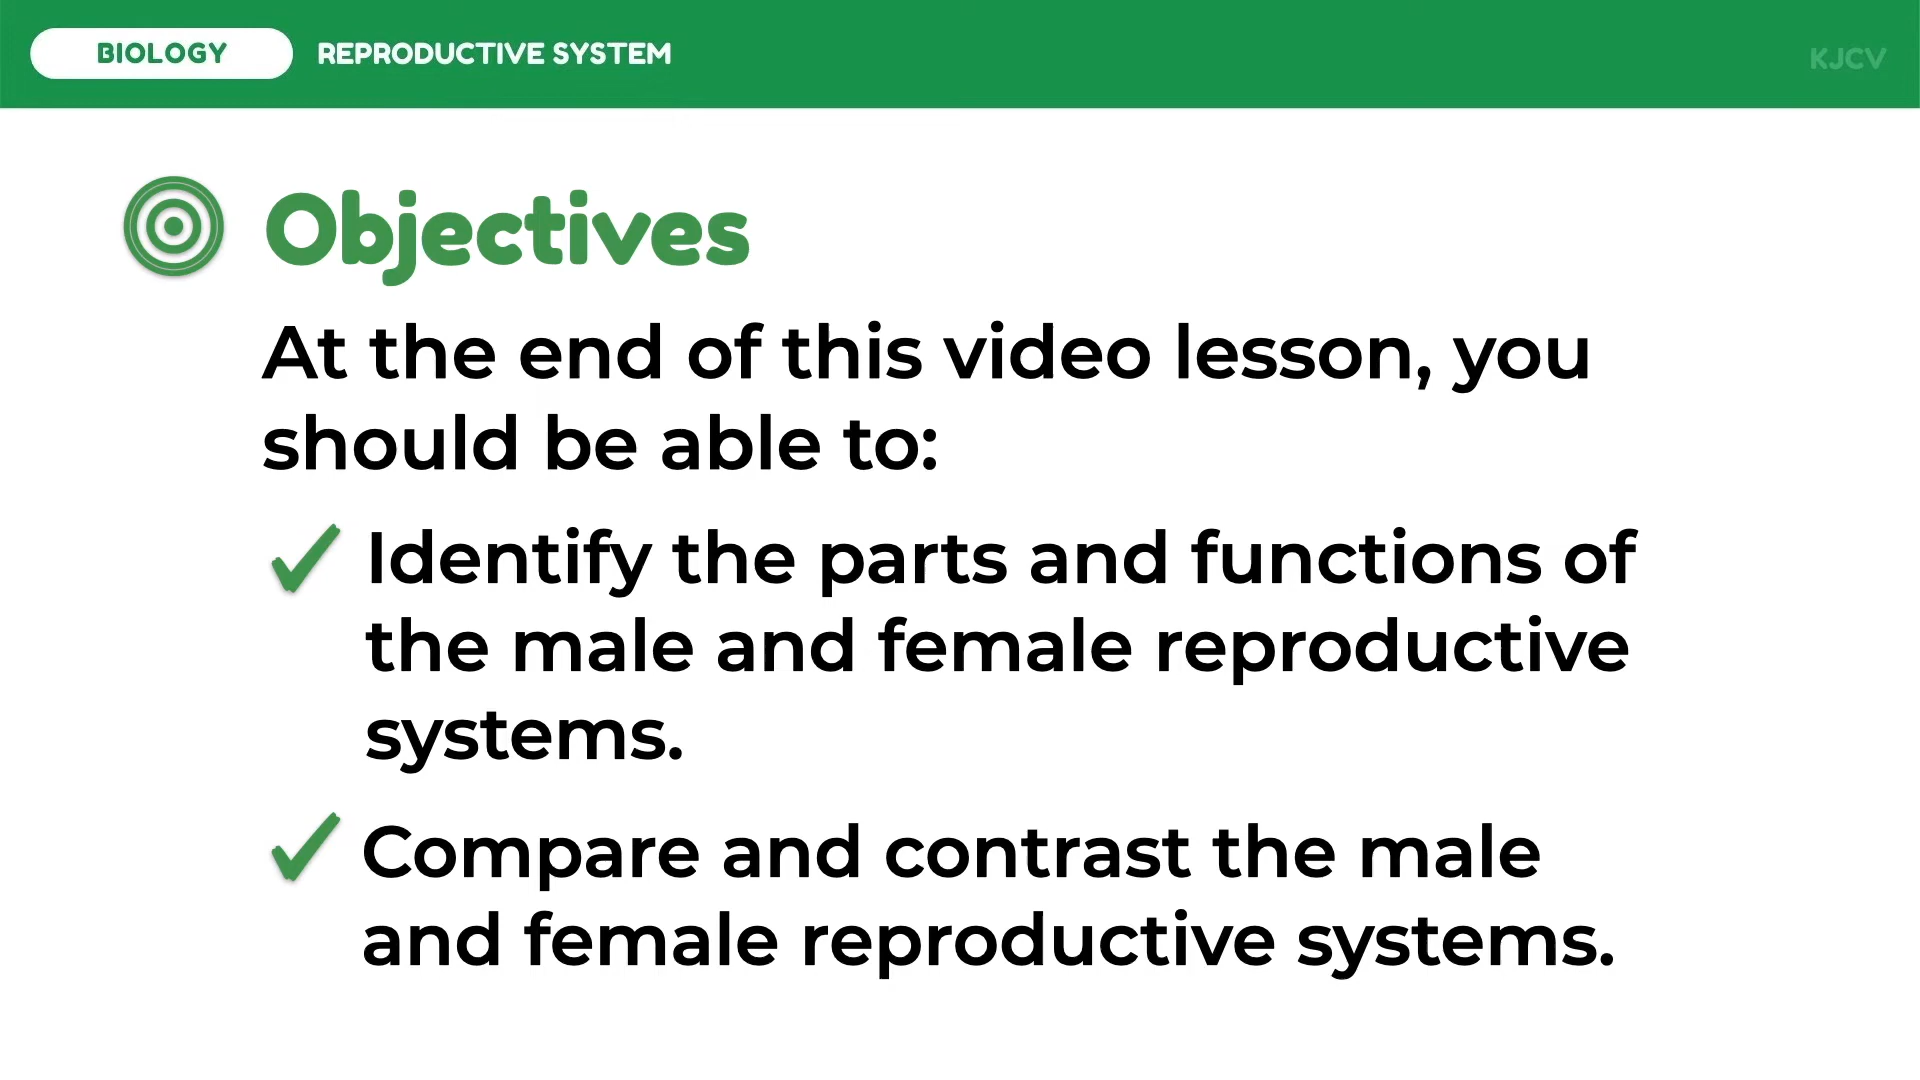 BIOLOGY REPRODUCTIVE SYSTEM KJCV
Objectives
At the end of this video lesson, you
should be able to:
Identify the parts and functions of
the male and female reproductive
systems.
Compare and contrast the male
and female reproductive systems.